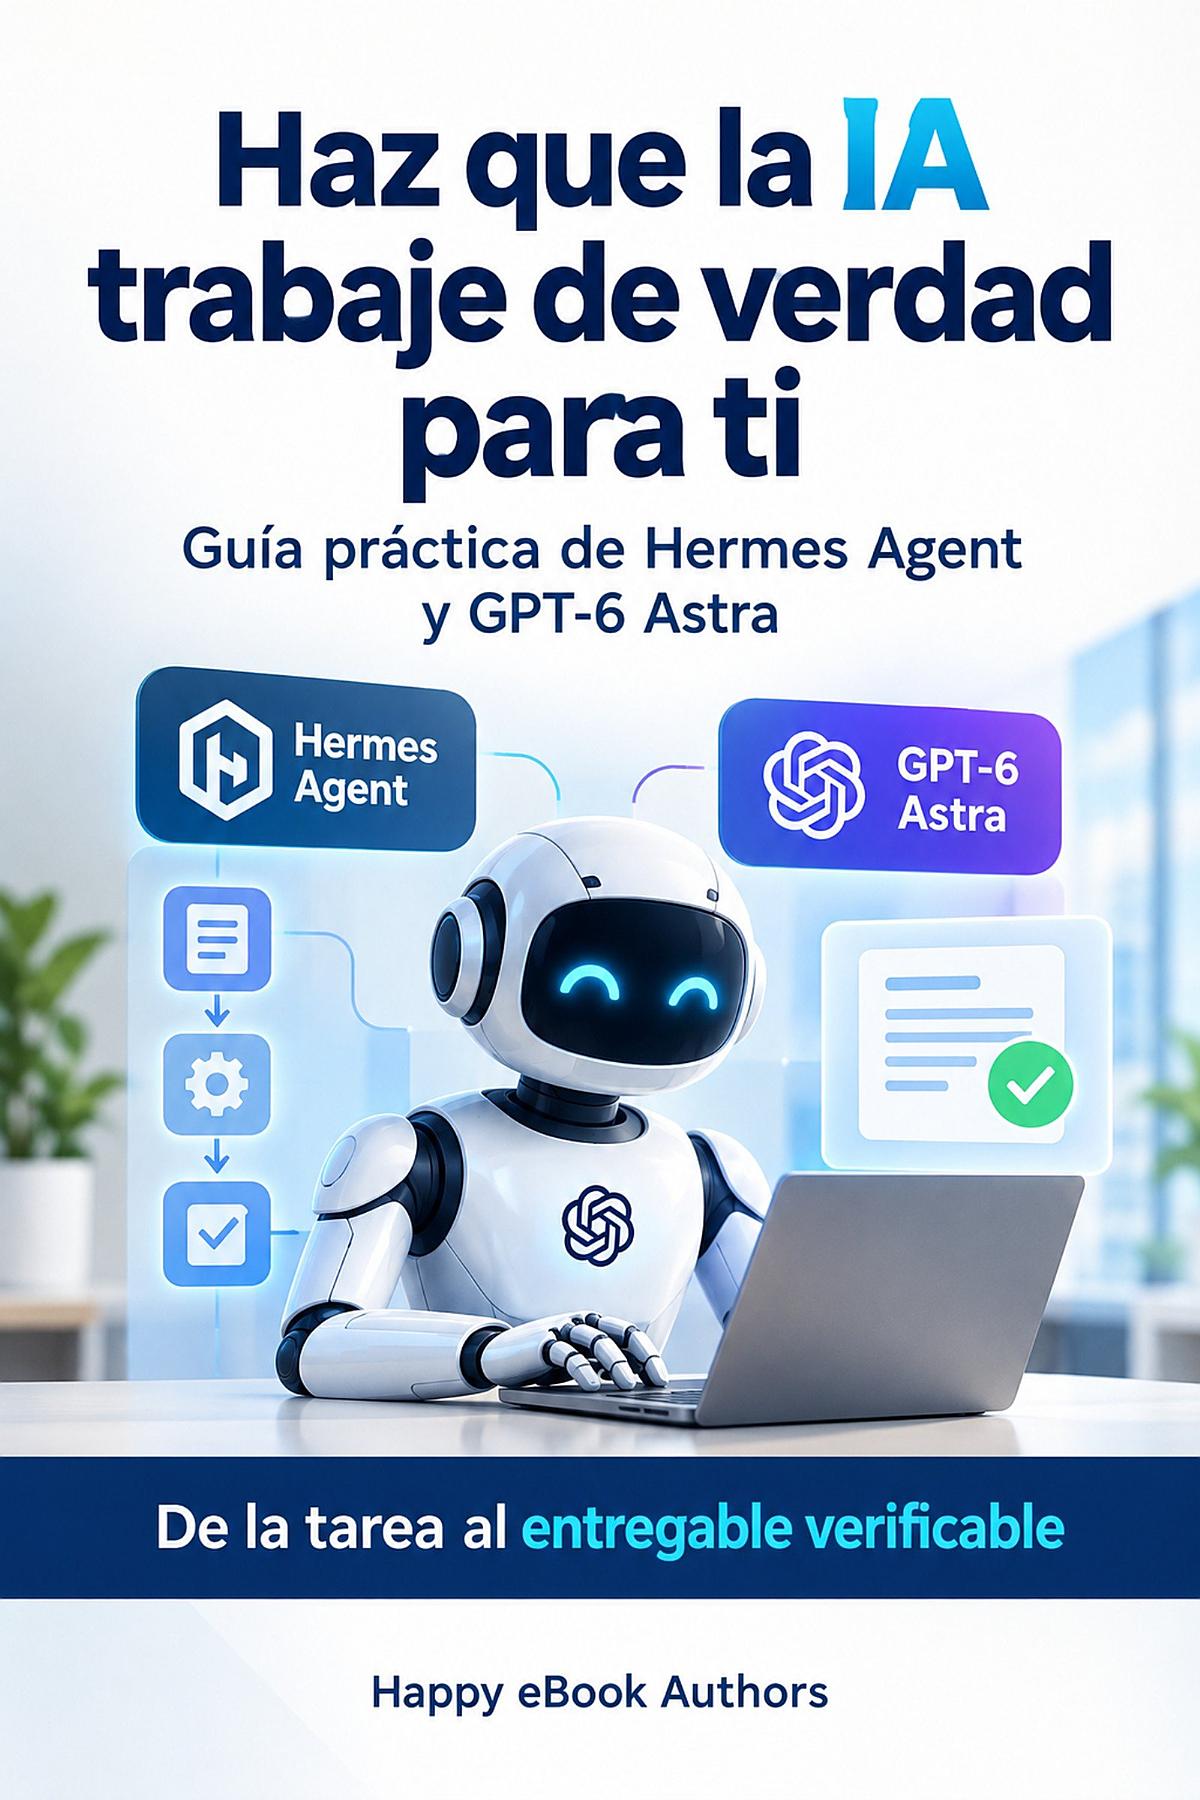 Haz que la IA
trabaje de verdad
para ti
Guía práctica de Hermes Agent
y GPT-6 Astra
Hermes
Agent
GPT-6
Astra
De la tarea al entregable verificable
Happy eBook Authors